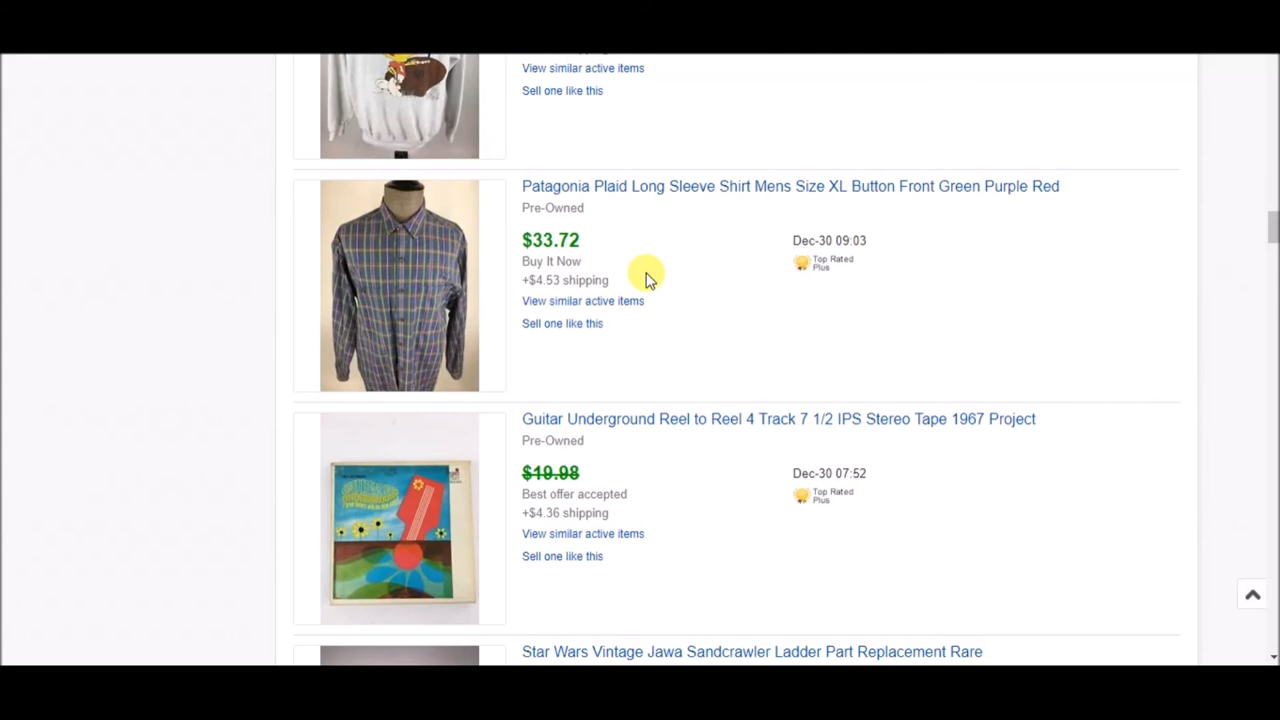 View similar active items
Sell one like this
Patagonia Plaid Long Sleeve Shirt Mens Size XL Button Front Green Purple Red
Pre-Owned
$33.72
Dec-30 09:03
Buy It Now
Top Rated
Plus
+$4.53 shipping
View similar active items
Sell one like this
Guitar Underground Reel to Reel 4 Track 7 1/2 IPS Stereo Tape 1967 Project
Pre-Owned
$19.98
Dec-30 07:52
Best offer accepted
Top Rated
Plus
+$4.36 shipping
View similar active items
Sell one like this
Star Wars Vintage Jawa Sandcrawler Ladder Part Replacement Rare